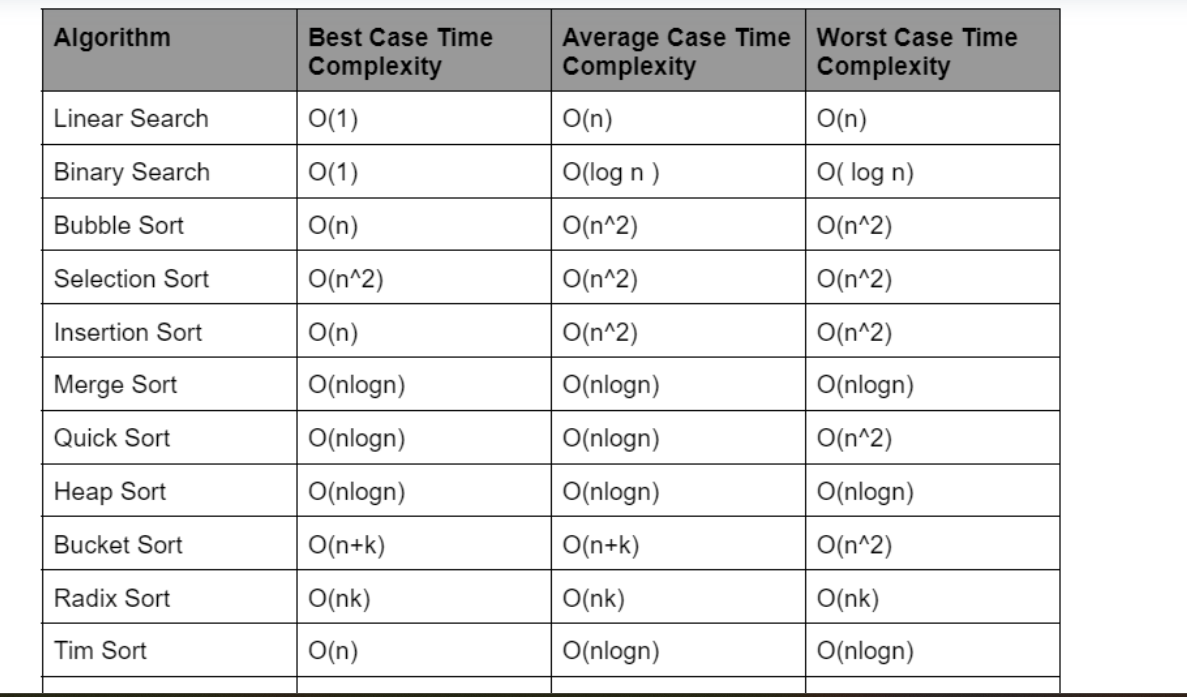 Algorithm Best Case Time Complexity Average Case Time Complexity Worst Case Time Complexity
Linear Search O(1) O(n) O(n)
Binary Search O(1) O(log n ) O( log n)
Bubble Sort O(n) O(n^2) O(n^2)
Selection Sort O(n^2) O(n^2) O(n^2)
Insertion Sort O(n) O(n^2) O(n^2)
Merge Sort O(nlogn) O(nlogn) O(nlogn)
Quick Sort O(nlogn) O(nlogn) O(n^2)
Heap Sort O(nlogn) O(nlogn) O(nlogn)
Bucket Sort O(n+k) O(n+k) O(n^2)
Radix Sort O(nk) O(nk) O(nk)
Tim Sort O(n) O(nlogn) O(nlogn)